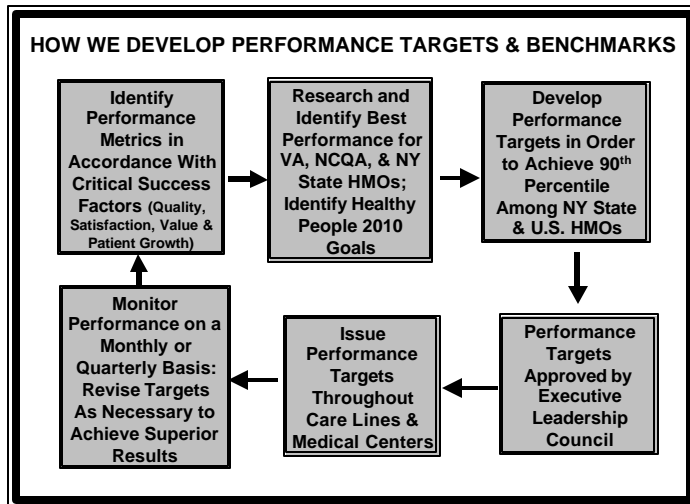 HOW WE DEVELOP PERFORMANCE TARGETS & BENCHMARKS
Identify
Performance
Metrics in
Accordance With
Critical Success
Factors (Quality,
Satisfaction, Value &
Patient Growth)
Research and
Identify Best
Performance for
VA, NCQA, & NY
State HMOs;
Identify Healthy
People 2010
Goals
Develop
Performance
Targets in Order
to Achieve 90th
Percentile
Among NY State
& U.S. HMOs
Performance
Targets
Approved by
Executive
Leadership
Council
Issue
Performance
Targets
Throughout
Care Lines &
Medical Centers
Monitor
Performance on a
Monthly or
Quarterly Basis:
Revise Targets
As Necessary to
Achieve Superior
Results